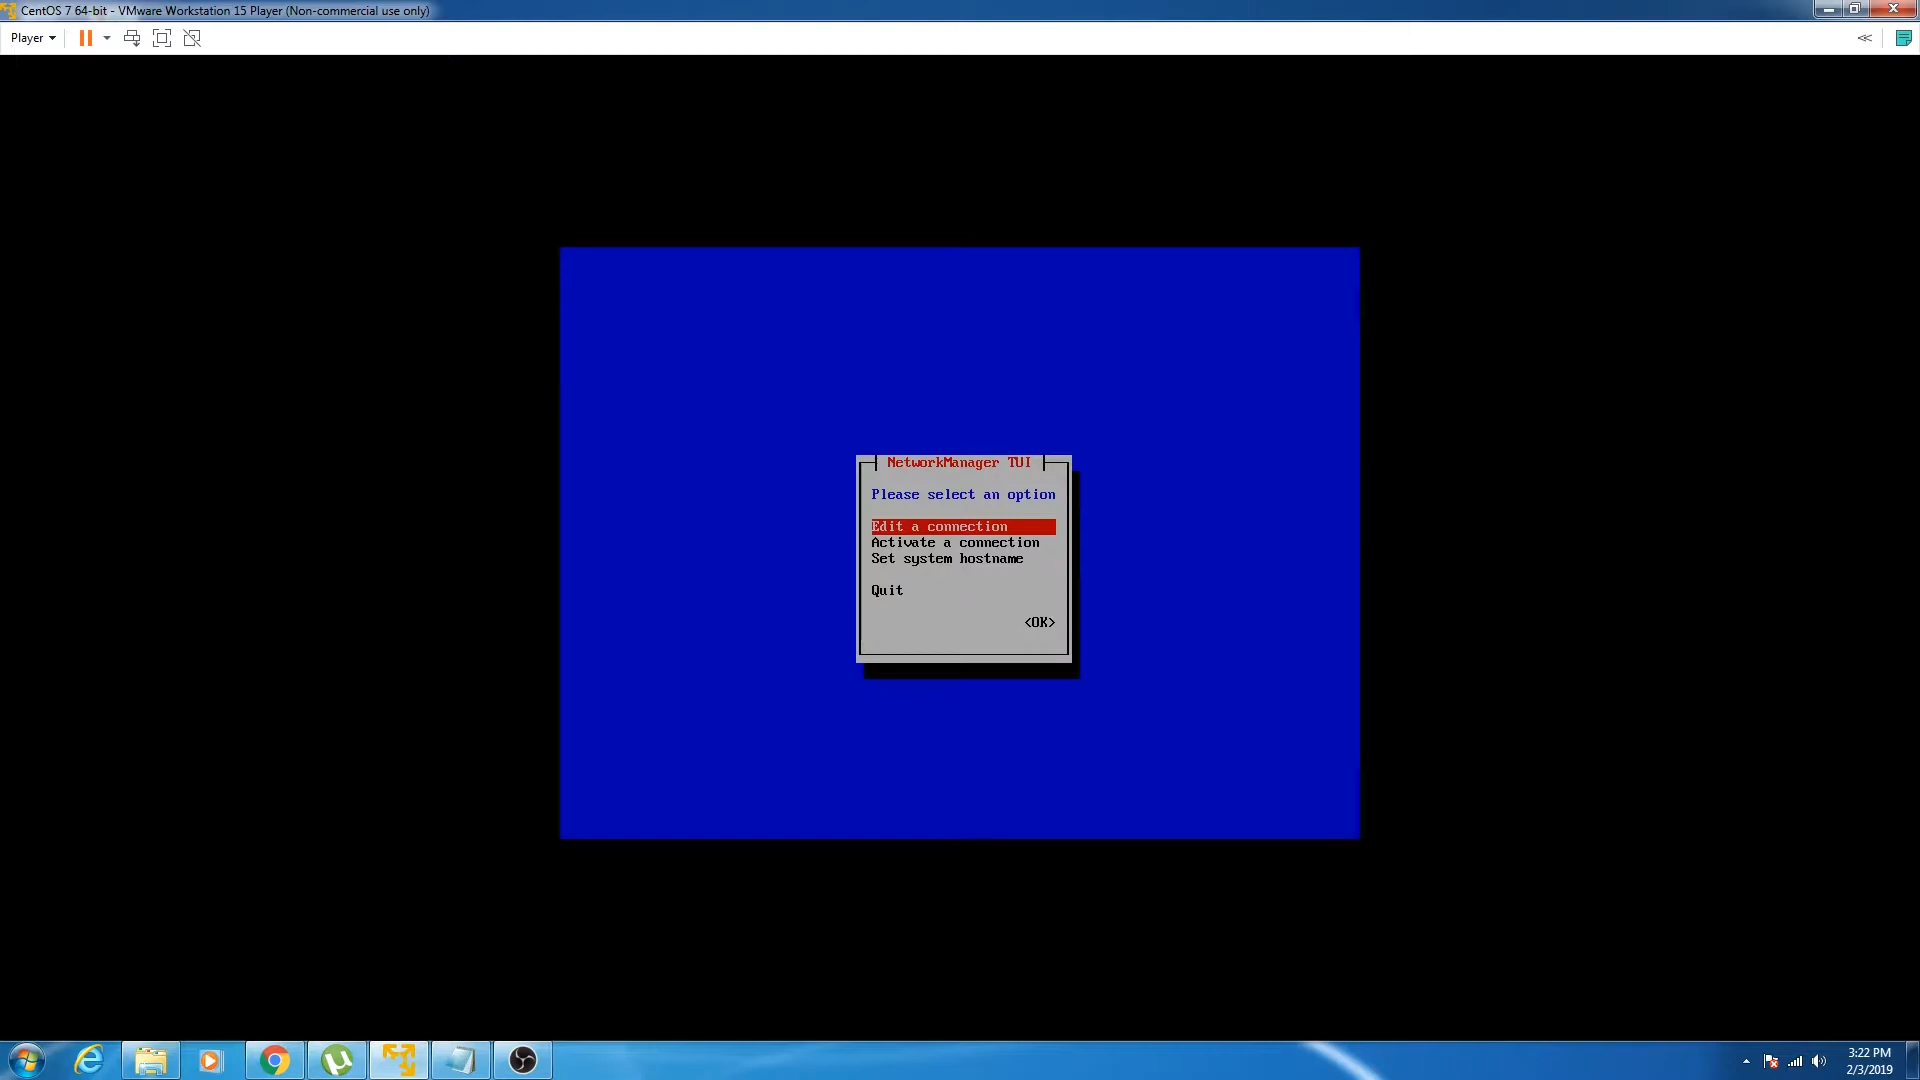 CentOS 7 64-bit - VMware Workstation 15 Player (Non-commercial use only)
Player
NetworkManager TUI
Please select an option
Edit a connection
Activate a connection
Set system hostname
Quit
<OK>
3:22 PM
2/3/2019